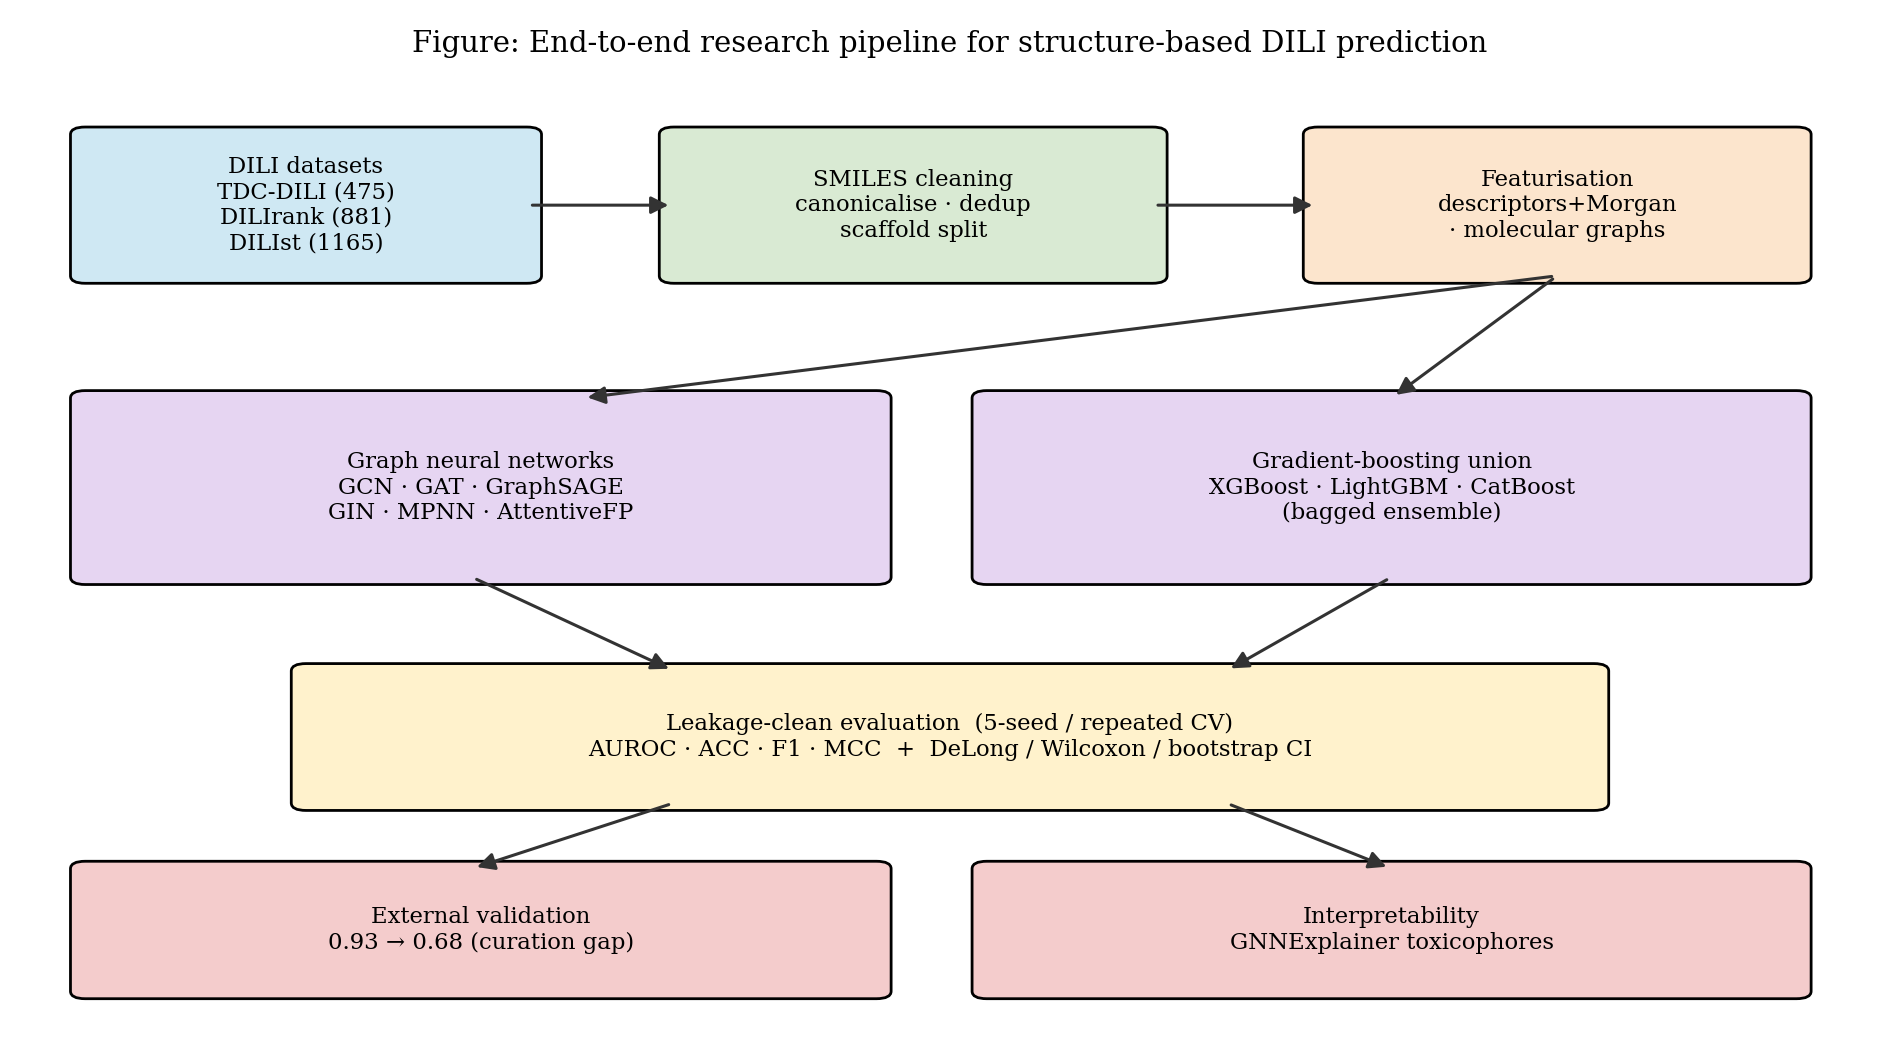 Figure: End-to-end research pipeline for structure-based DILI prediction
DILI datasets
TDC-DILI (475)
DILIrank (881)
DILIst (1165)
SMILES cleaning
canonicalise · dedup
scaffold split
Featurisation
descriptors+Morgan
· molecular graphs
Graph neural networks
GCN · GAT · GraphSAGE
GIN · MPNN · AttentiveFP
Gradient-boosting union
XGBoost · LightGBM · CatBoost
(bagged ensemble)
Leakage-clean evaluation  (5-seed / repeated CV)
AUROC · ACC · F1 · MCC  +  DeLong / Wilcoxon / bootstrap CI
External validation
0.93 → 0.68 (curation gap)
Interpretability
GNNExplainer toxicophores